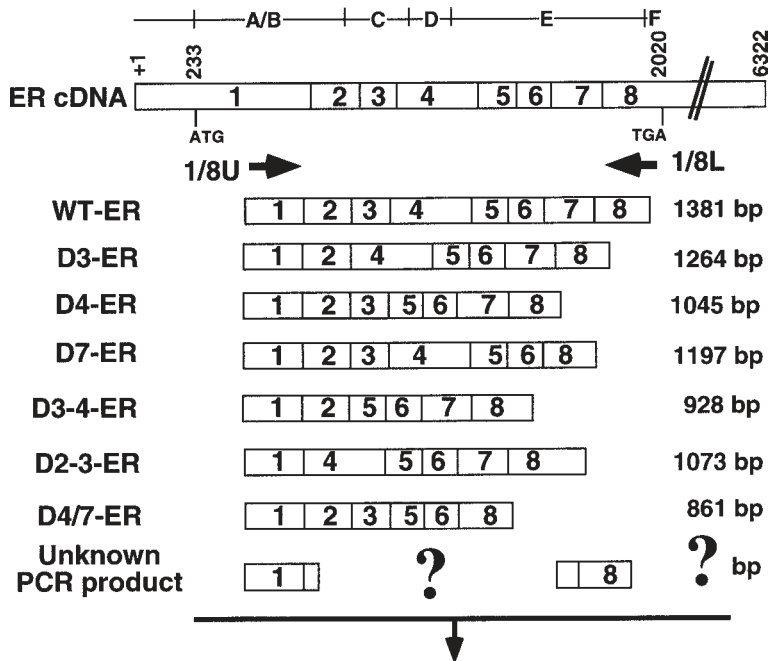 A/B C D E F
+1 233 2020 6322
ER cDNA 1 2 3 4 5 6 7 8
ATG TGA
1/8U 1/8L
WT-ER 1 2 3 4 5 6 7 8 1381 bp
D3-ER 1 2 4 5 6 7 8 1264 bp
D4-ER 1 2 3 5 6 7 8 1045 bp
D7-ER 1 2 3 4 5 6 8 1197 bp
D3-4-ER 1 2 5 6 7 8 928 bp
D2-3-ER 1 4 5 6 7 8 1073 bp
D4/7-ER 1 2 3 5 6 8 861 bp
Unknown
PCR product 1 ? 8 ? bp